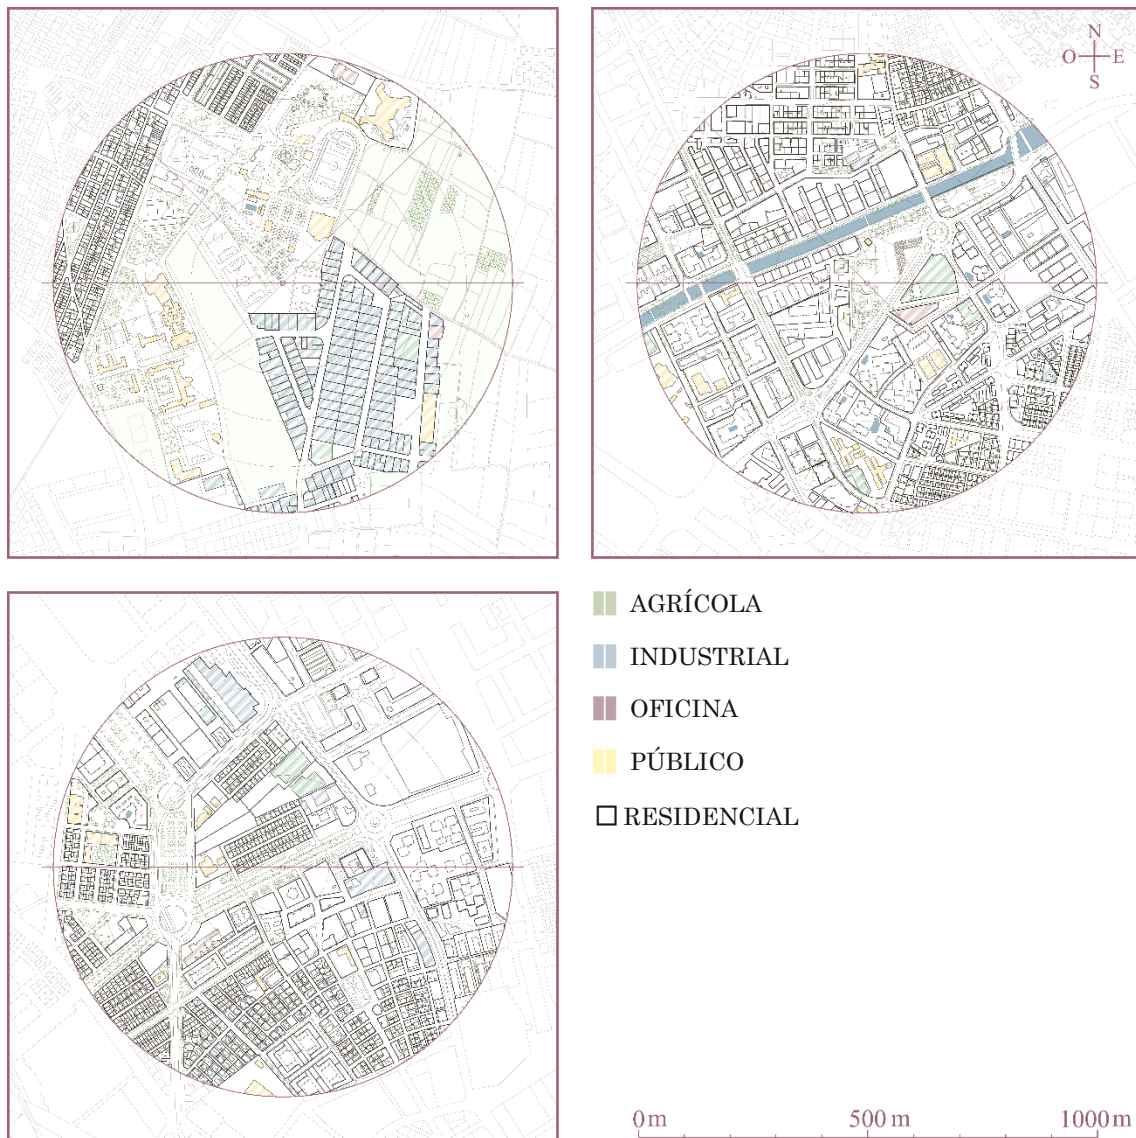 N
O E
S
AGRÍCOLA
INDUSTRIAL
OFICINA
PÚBLICO
RESIDENCIAL
0m 500m 1000m